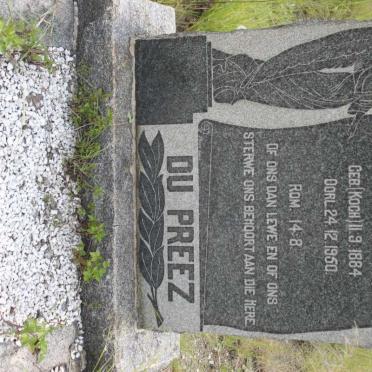 GEB. (KOCH) 11.9.1884
OORL. 24.12.1950.
ROM. 14-8.
OF ONS DAN LEWE EN OF ONS
STERWE ONS BEHOORT AAN DIE HERE
DU PREEZ